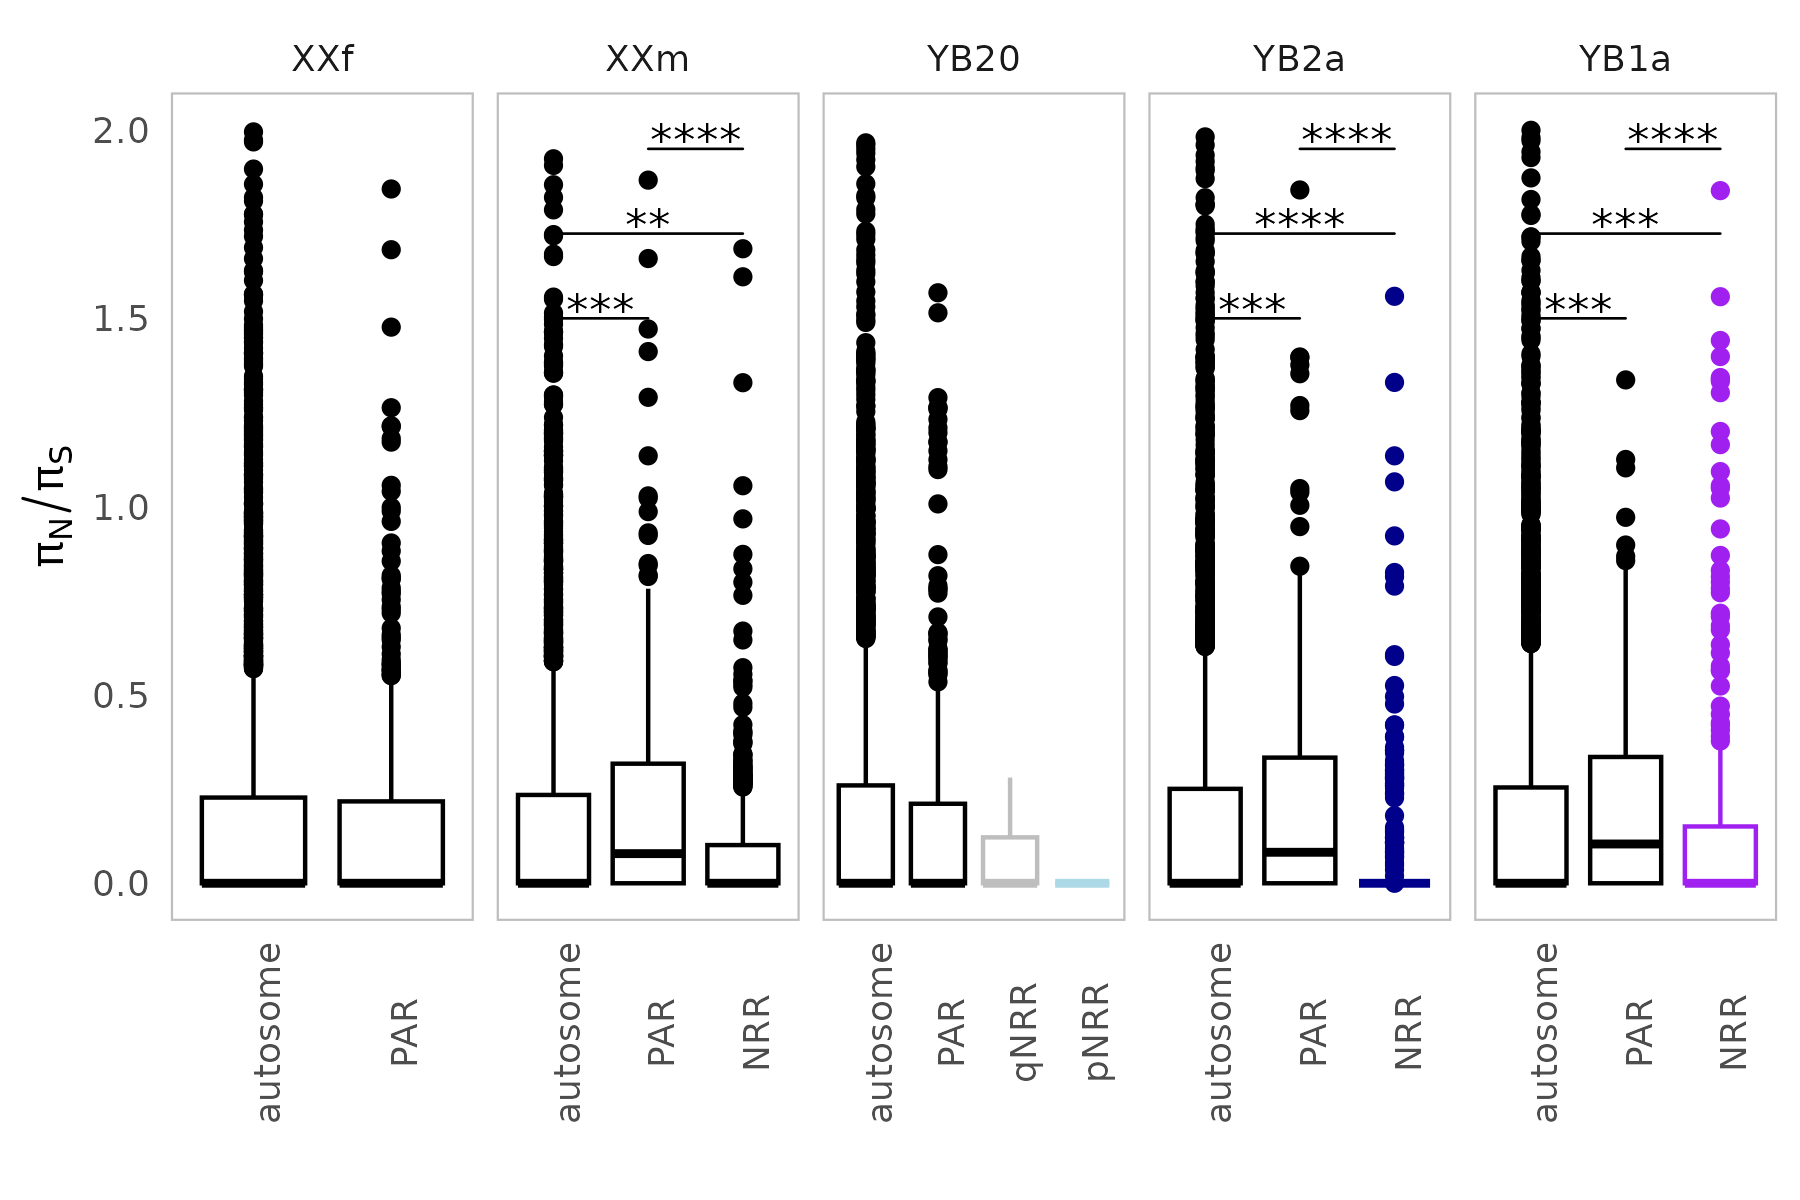 XXf XXm YB20 YB2a YB1a
2.0
**** **** ****
** **** ***
1.5
*** *** ***
1.0
πN/πS
0.5
0.0
autosome PAR autosome PAR NRR autosome PAR qNRR pNRR autosome PAR NRR autosome PAR NRR